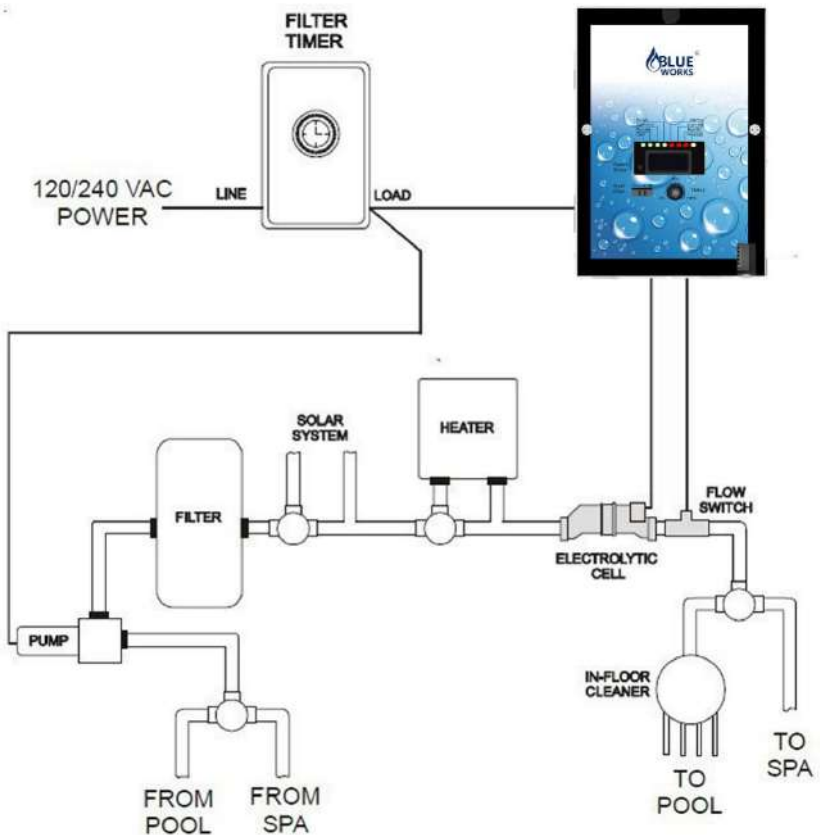 FILTER
TIMER
BLUE
WORKS
120/240 VAC
POWER
LINE
LOAD
SOLAR
SYSTEM
HEATER
FILTER
FLOW
SWITCH
ELECTROLYTIC
CELL
PUMP
IN-FLOOR
CLEANER
TO
SPA
TO
POOL
FROM
POOL
FROM
SPA